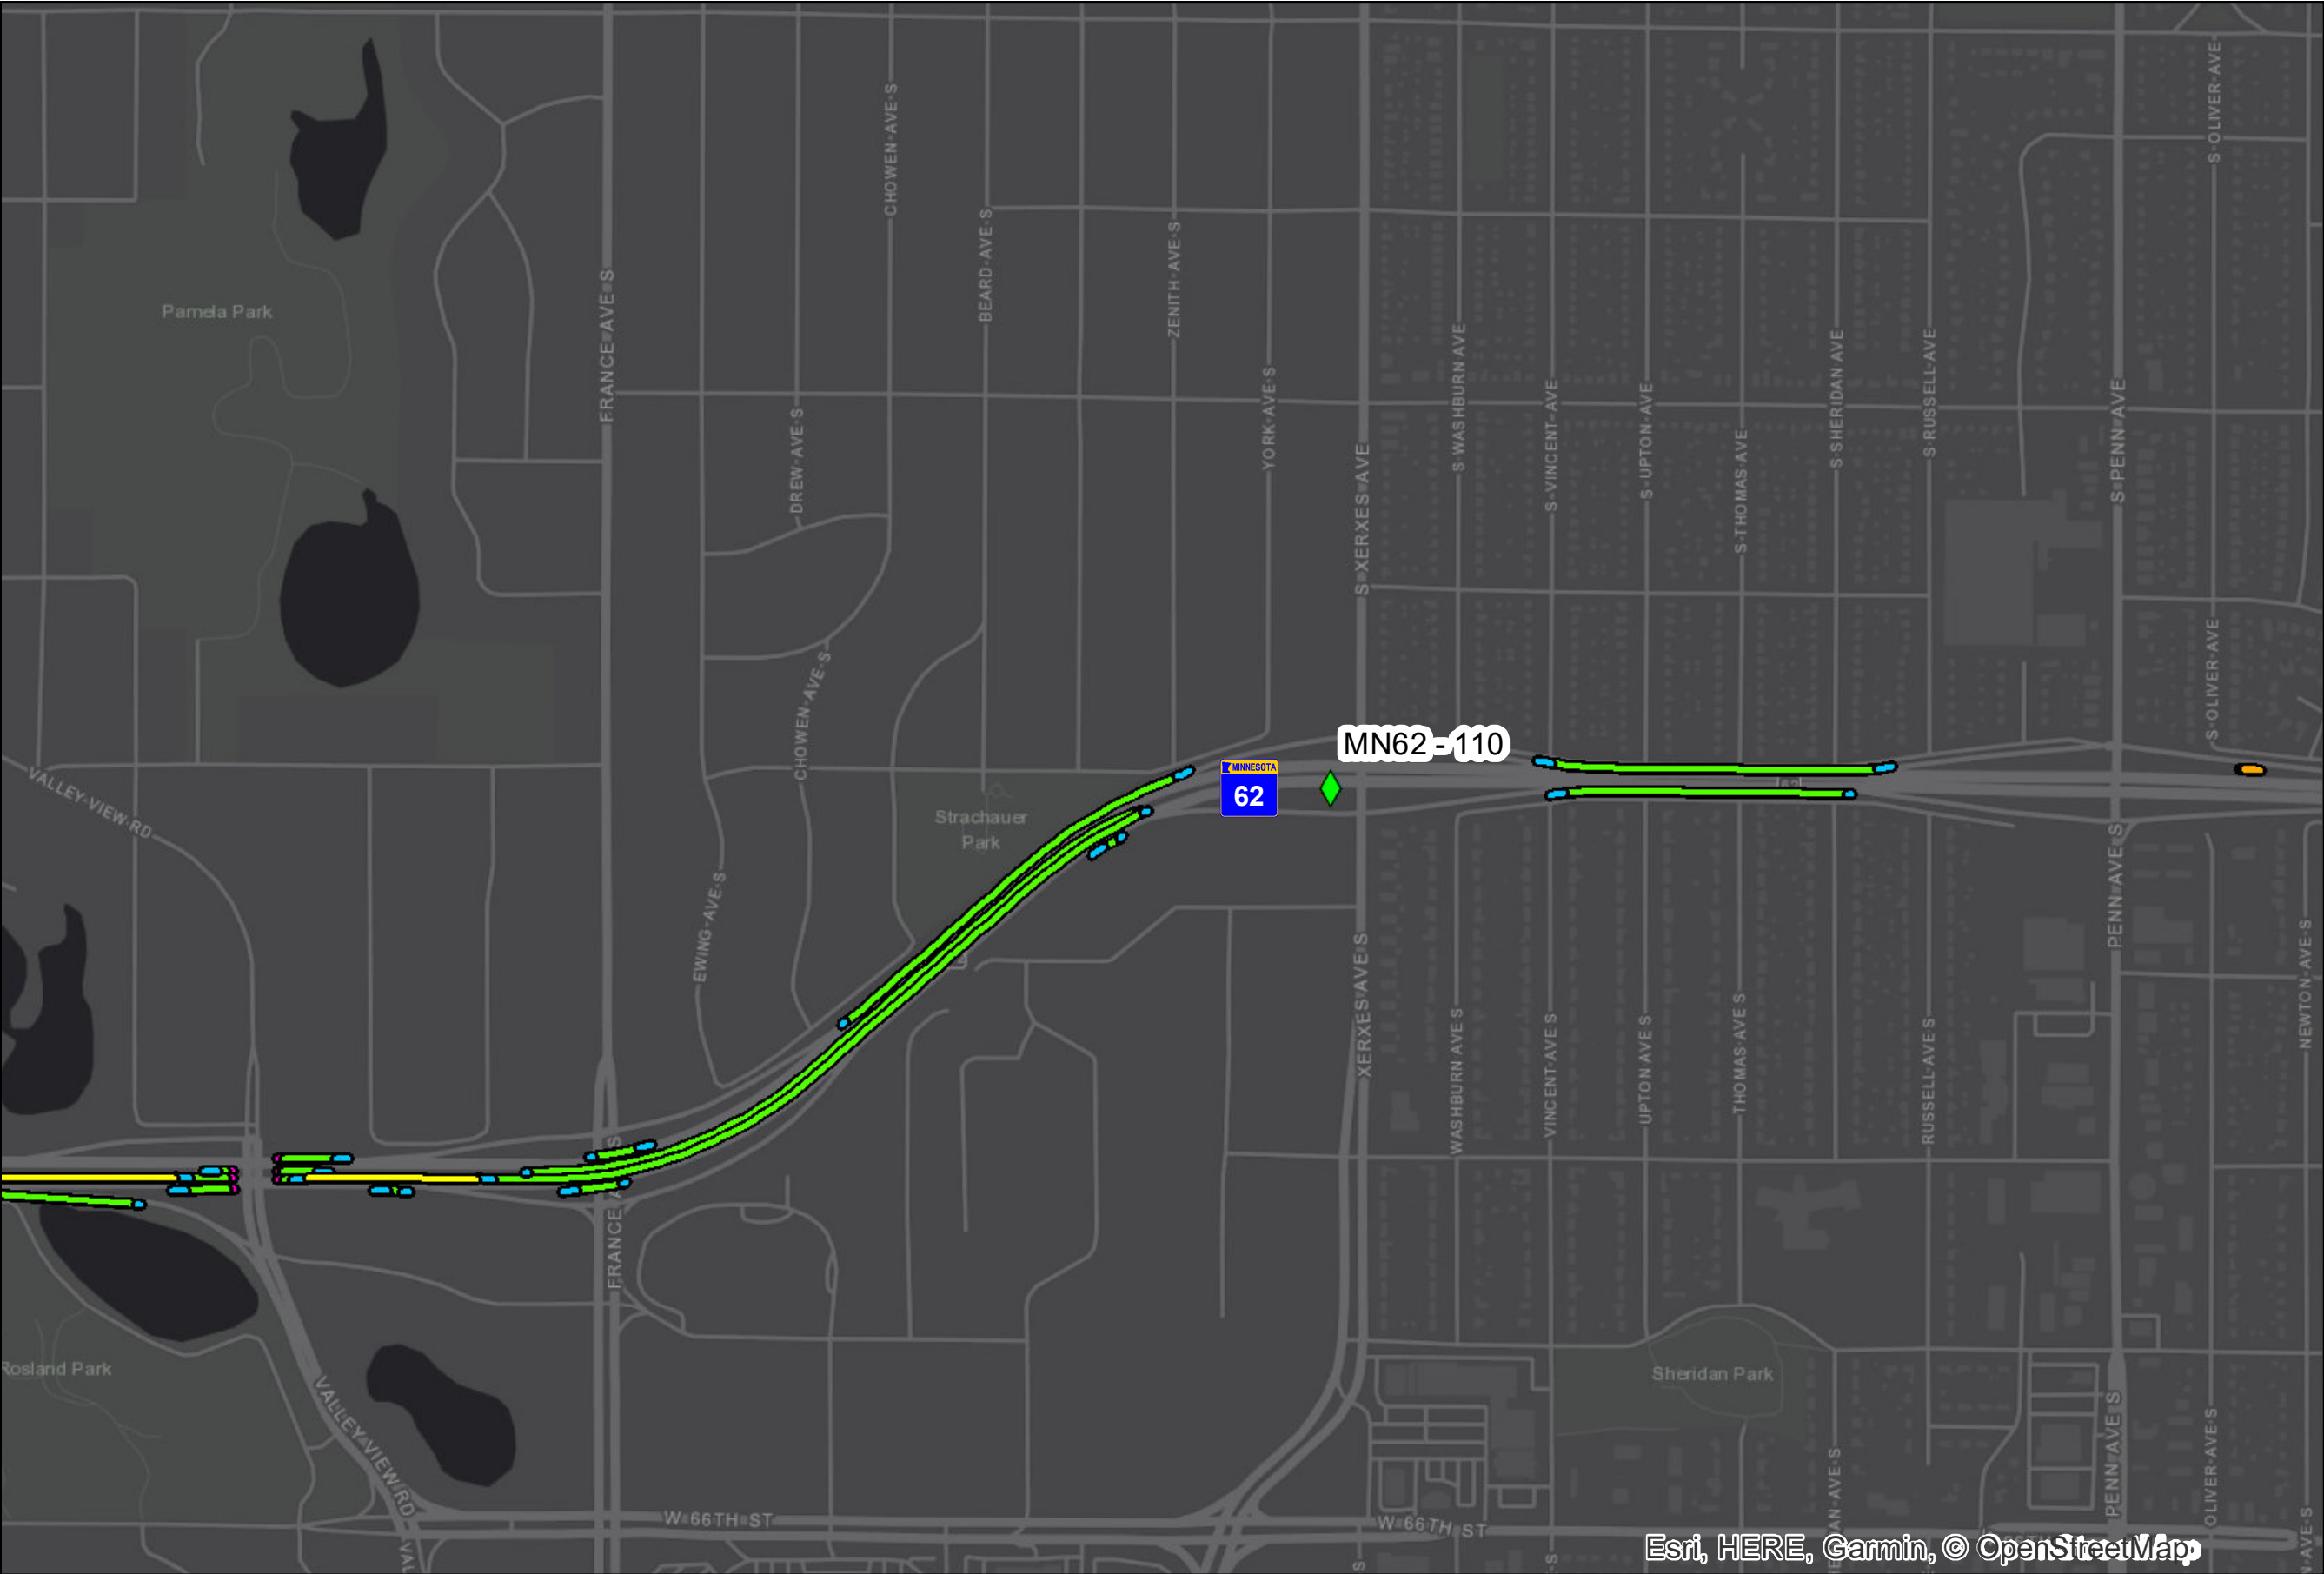 S-OLIVER-AVE
CHOWEN-AVE-S
BEARD-AVE-S
ZENITH-AVE-S
FRANCE-AVE-S
Pamela Park
DREW-AVE-S
YORK-AVE-S
S-XERXES-AVE
S-WASHBURN-AVE
S-VINCENT-AVE
S-UPTON-AVE
S-THOMAS-AVE
S-SHERIDAN AVE
S-RUSSELL-AVE
S-PENN-AVE
S-OLIVER-AVE
CHOWEN-AVE-S
VALLEY-VIEW-RD
MN62 - 110
MINNESOTA
62
Strachauer
Park
EWING-AVE-S
XERXES-AVE-S
PENN-AVE-S
NEWTON-AVE-S
WASHBURN AVE S
VINCENT-AVE S
UPTON AVE S
THOMAS-AVE S
RUSSELL-AVE S
FRANCE
S
Rosland Park
VALLEY-VIEW-RD
Sheridan Park
PENN-AVE S
OLIVER-AVE-S
W-66TH-ST
W-66TH-ST
Esri, HERE, Garmin, © OpenStreetMap